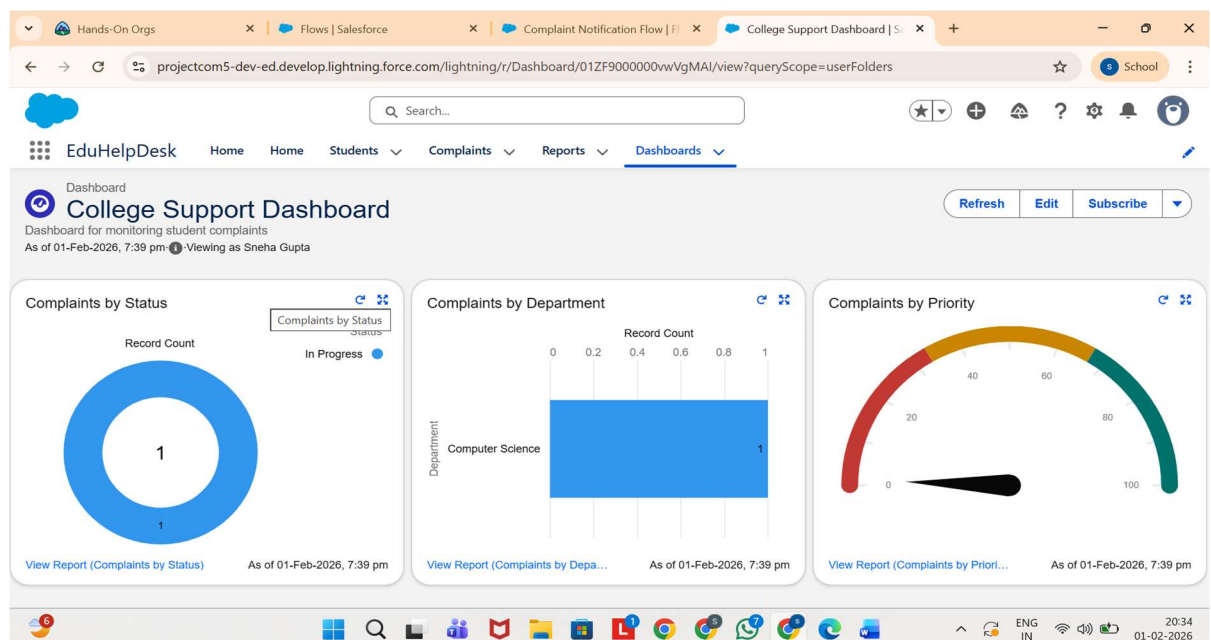 Hands-On Orgs
Flows | Salesforce
Complaint Notification Flow | Fl
College Support Dashboard | Sa
projectcom5-dev-ed.develop.lightning.force.com/lightning/r/Dashboard/01ZF9000000vwVgMAI/view?queryScope=userFolders
S School
Search...
EduHelpDesk Home Home Students Complaints Reports Dashboards
Dashboard
College Support Dashboard
Dashboard for monitoring student complaints
As of 01-Feb-2026, 7:39 pm·Viewing as Sneha Gupta
Refresh Edit Subscribe
Complaints by Status
Complaints by Status
Status
Record Count
In Progress
1
1
View Report (Complaints by Status) As of 01-Feb-2026, 7:39 pm
Complaints by Department
Record Count
0 0.2 0.4 0.6 0.8 1
Department
Computer Science
1
View Report (Complaints by Depa... As of 01-Feb-2026, 7:39 pm
Complaints by Priority
0 20 40 60 80 100
View Report (Complaints by Priori... As of 01-Feb-2026, 7:39 pm
6
1
7
ENG
IN
20:34
01-02-2026